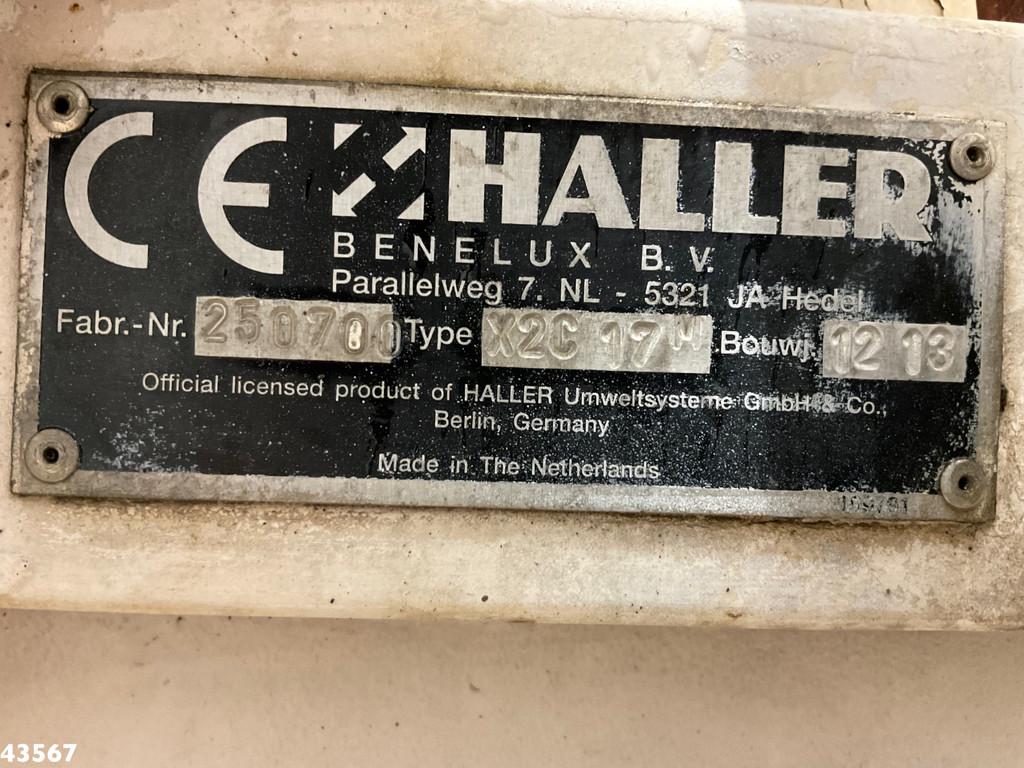 CE HALLER
BENELUX B.V.
Parallelweg 7. NL - 5321 JA Hedel
Fabr.-Nr. 250700 Type X2C 17 M Bouwj 12 13
Official licensed product of HALLER Umweltsysteme GmbH & Co.,
Berlin, Germany
Made in The Netherlands
43567